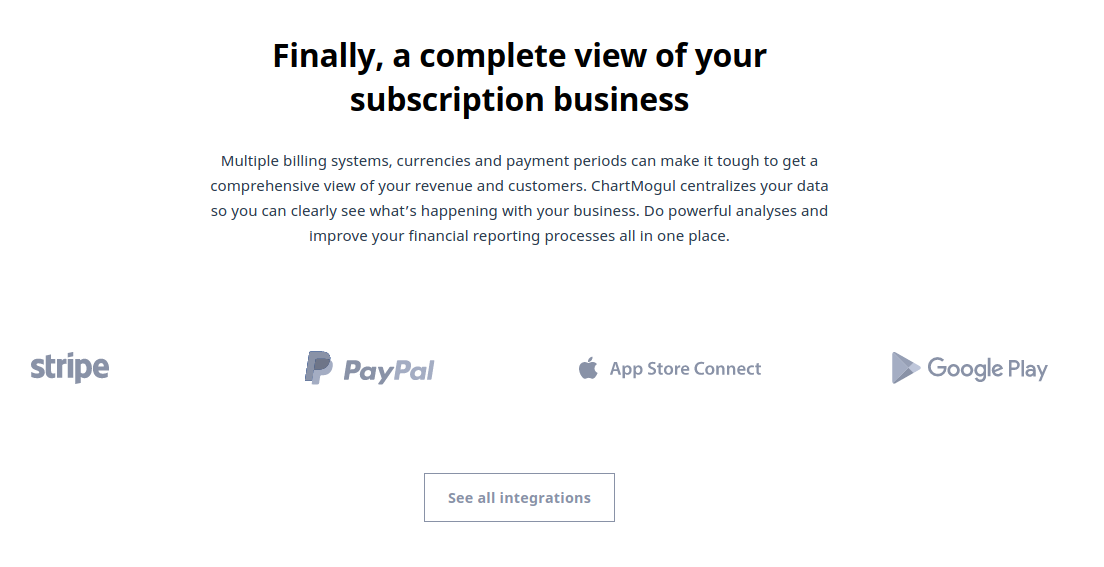 Finally, a complete view of your
subscription business
Multiple billing systems, currencies and payment periods can make it tough to get a
comprehensive view of your revenue and customers. ChartMogul centralizes your data
so you can clearly see what’s happening with your business. Do powerful analyses and
improve your financial reporting processes all in one place.
stripe
PayPal
App Store Connect
Google Play
See all integrations